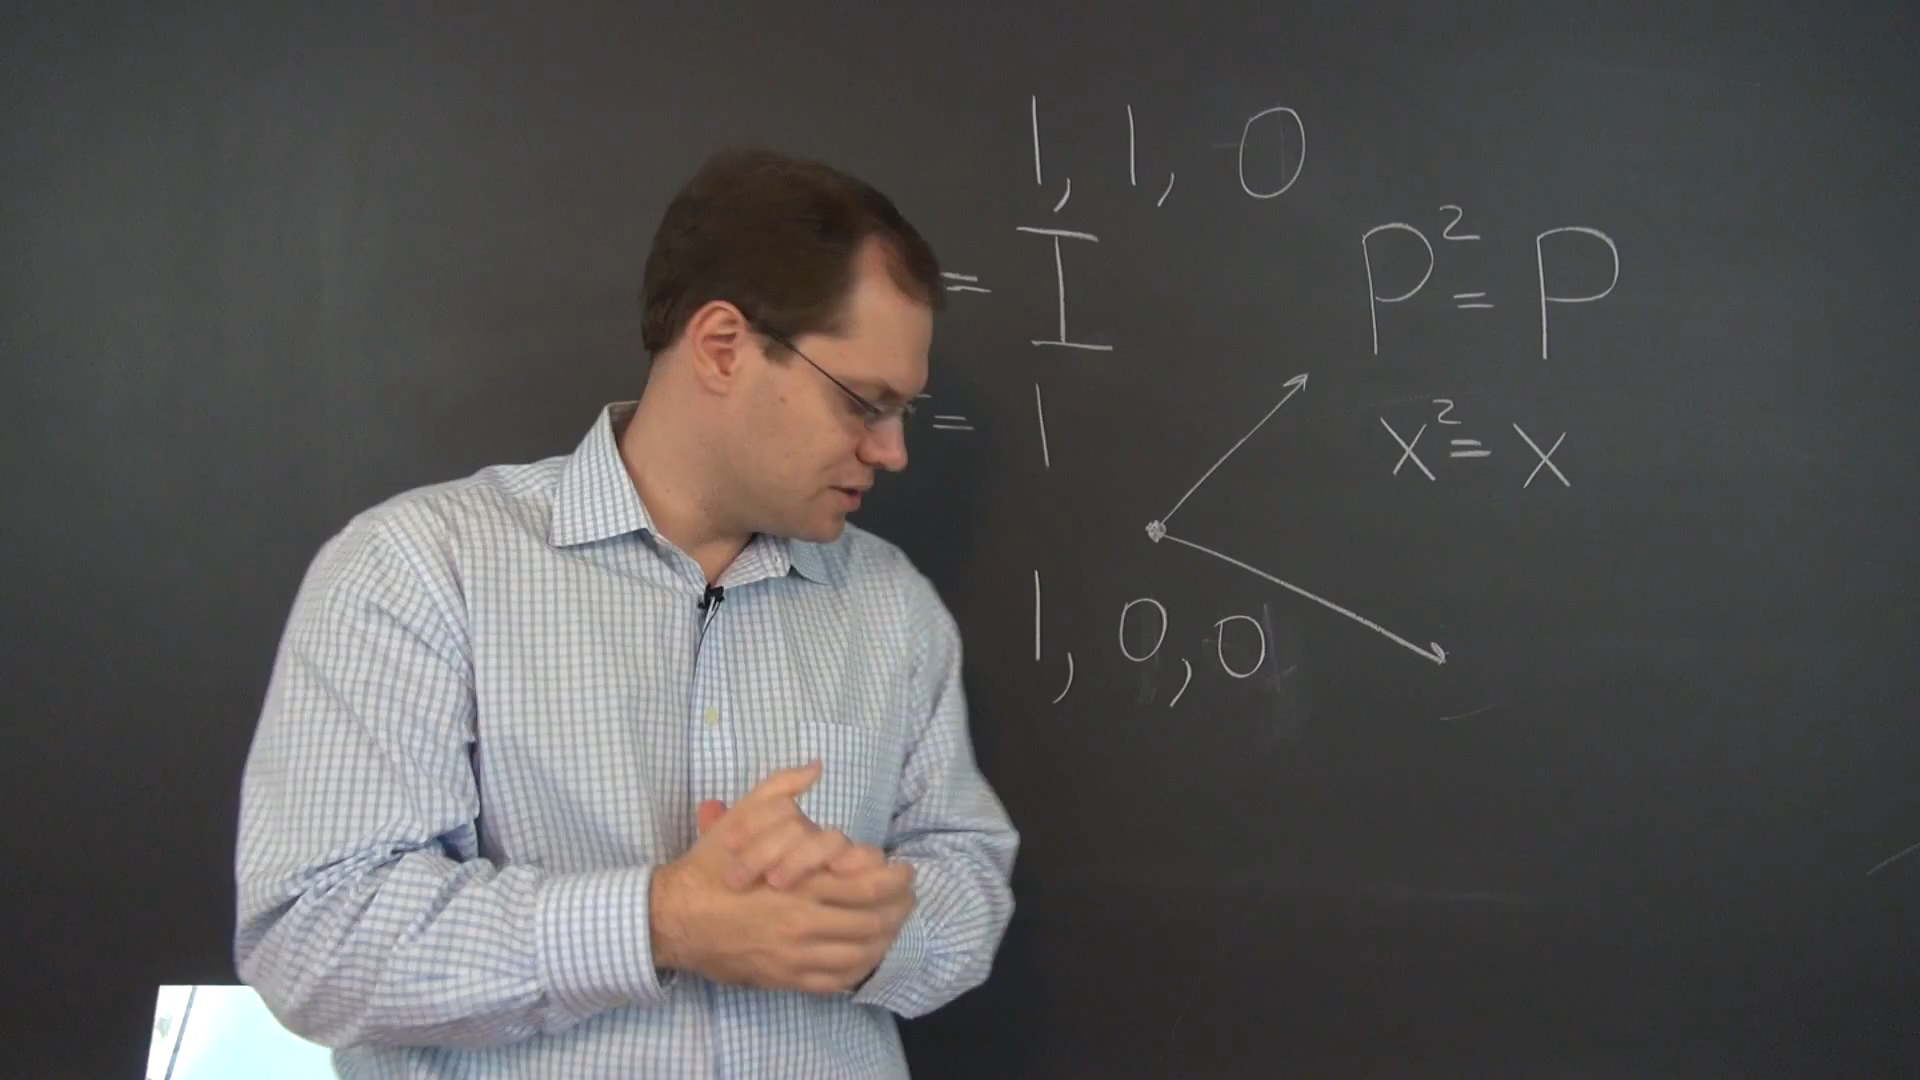 1, 1, 0
= I
P² = P
= 1
x² = x
1, 0, 0